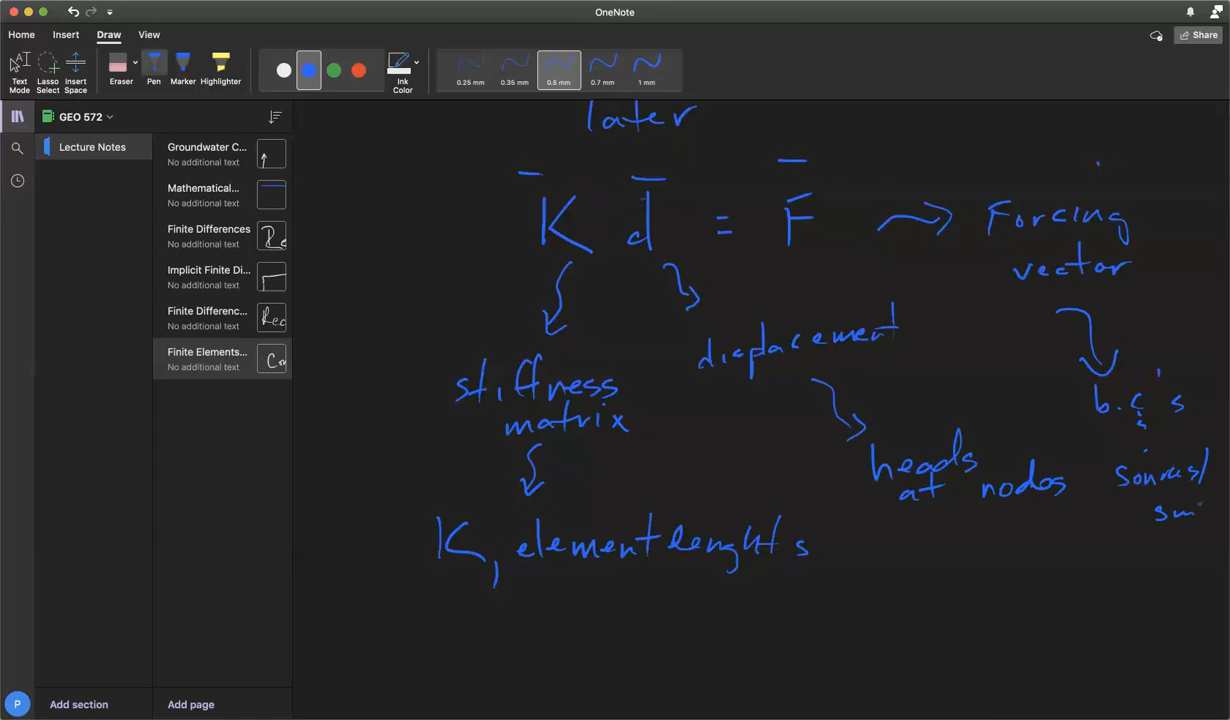 OneNote
Home Insert Draw View
Share
Text Mode
Lasso Select
Insert Space
Eraser
Pen
Marker
Highlighter
Ink Color
0.25 mm 0.35 mm 0.5 mm 0.7 mm 1 mm
GEO 572
Lecture Notes
Groundwater C...
No additional text
Mathematical...
No additional text
Finite Differences
No additional text
Implicit Finite Di...
No additional text
Finite Differenc...
No additional text
Finite Elements...
No additional text
P
Add section
Add page
later
K d = F → Forcing
vector
displacement
stiffness
matrix
b.c's
heads
at nodes
K, element lenght s